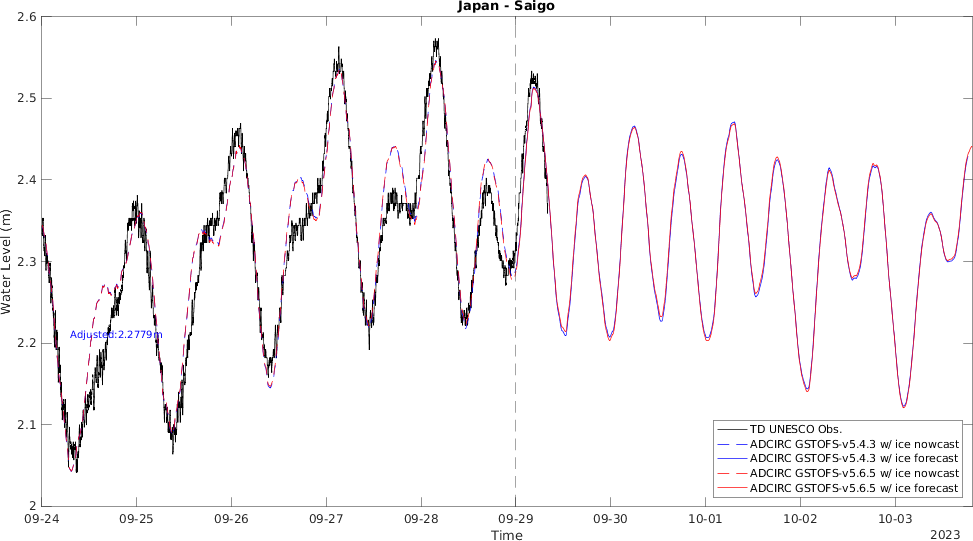 Japan - Saigo
2.6
2.5
2.4
2.3
2.2
2.1
2
Water Level (m)
Adjusted:2.2779m
TD UNESCO Obs.
ADCIRC GSTOFS-v5.4.3 w/ ice nowcast
ADCIRC GSTOFS-v5.4.3 w/ ice forecast
ADCIRC GSTOFS-v5.6.5 w/ ice nowcast
ADCIRC GSTOFS-v5.6.5 w/ ice forecast
09-24 09-25 09-26 09-27 09-28 09-29 09-30 10-01 10-02 10-03
Time
2023